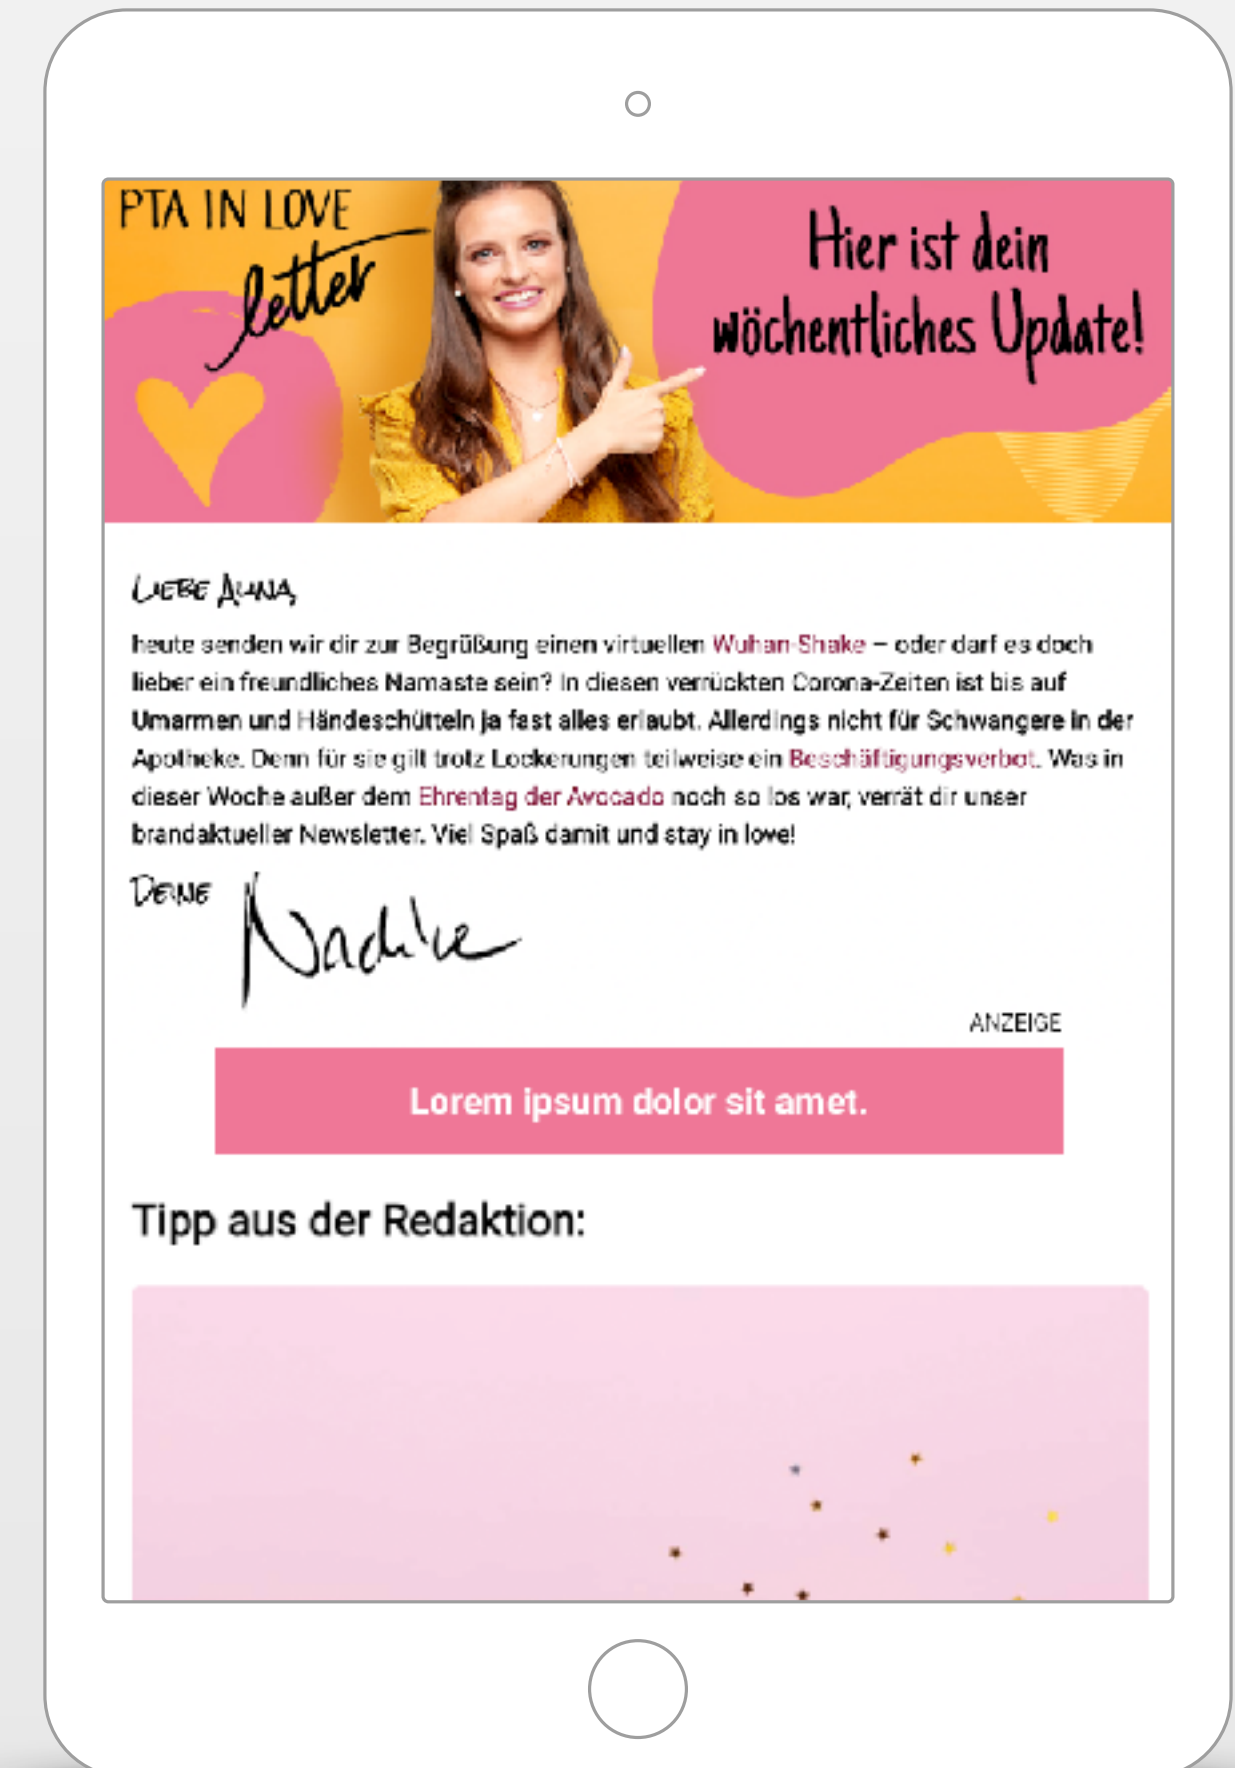 PTA IN LOVE
letter
Hier ist dein
wöchentliches Update!
LIEBE
heute senden wir dir zur Begrüßung einen virtuellen Wuhan-Shake – oder darf es doch
lieber ein freundliches Namaste sein? In diesen verrückten Corona-Zeiten ist bis auf
Umarmen und Händeschütteln ja fast alles erlaubt. Allerdings nicht für Schwangere in der
Apotheke. Denn für sie gilt trotz Lockerungen teilweise ein Beschäftigungsverbot. Was in
dieser Woche außer dem Ehrentag der Avocado noch so los war, verrät dir unser
brandaktueller Newsletter. Viel Spaß damit und stay in love!
DEINE
ANZEIGE
Lorem ipsum dolor sit amet.
Tipp aus der Redaktion: